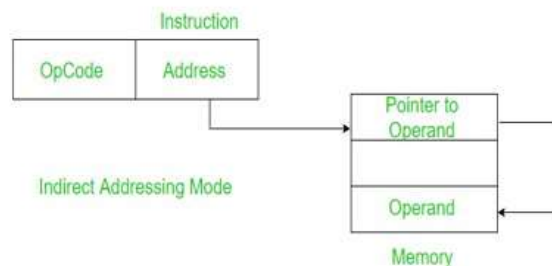 Instruction
OpCode
Address
Pointer to
Operand
Indirect Addressing Mode
Operand
Memory